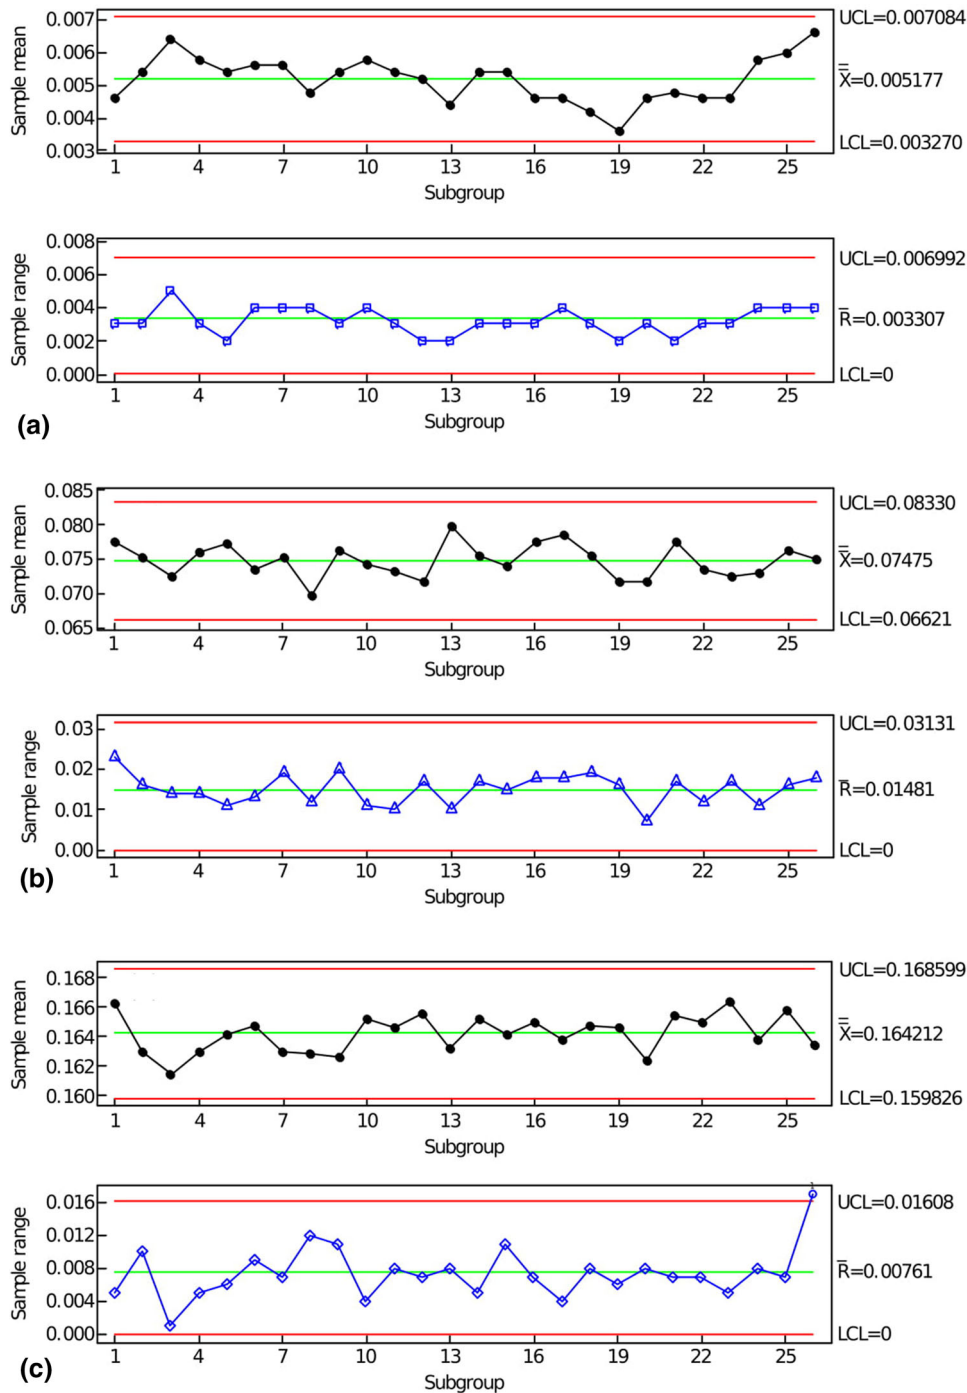 0.007
0.006
0.005
0.004
0.003
Sample mean
UCL=0.007084
X=0.005177
LCL=0.003270
1 4 7 10 13 16 19 22 25
Subgroup
0.008
0.006
0.004
0.002
0.000
Sample range
UCL=0.006992
R=0.003307
LCL=0
1 4 7 10 13 16 19 22 25
Subgroup
(a)
0.085
0.080
0.075
0.070
0.065
Sample mean
UCL=0.08330
X=0.07475
LCL=0.06621
1 4 7 10 13 16 19 22 25
Subgroup
0.03
0.02
0.01
0.00
Sample range
UCL=0.03131
R=0.01481
LCL=0
1 4 7 10 13 16 19 22 25
Subgroup
(b)
0.168
0.166
0.164
0.162
0.160
Sample mean
UCL=0.168599
X=0.164212
LCL=0.159826
1 4 7 10 13 16 19 22 25
Subgroup
0.016
0.012
0.008
0.004
0.000
Sample range
UCL=0.01608
R=0.00761
LCL=0
1 4 7 10 13 16 19 22 25
Subgroup
(c)